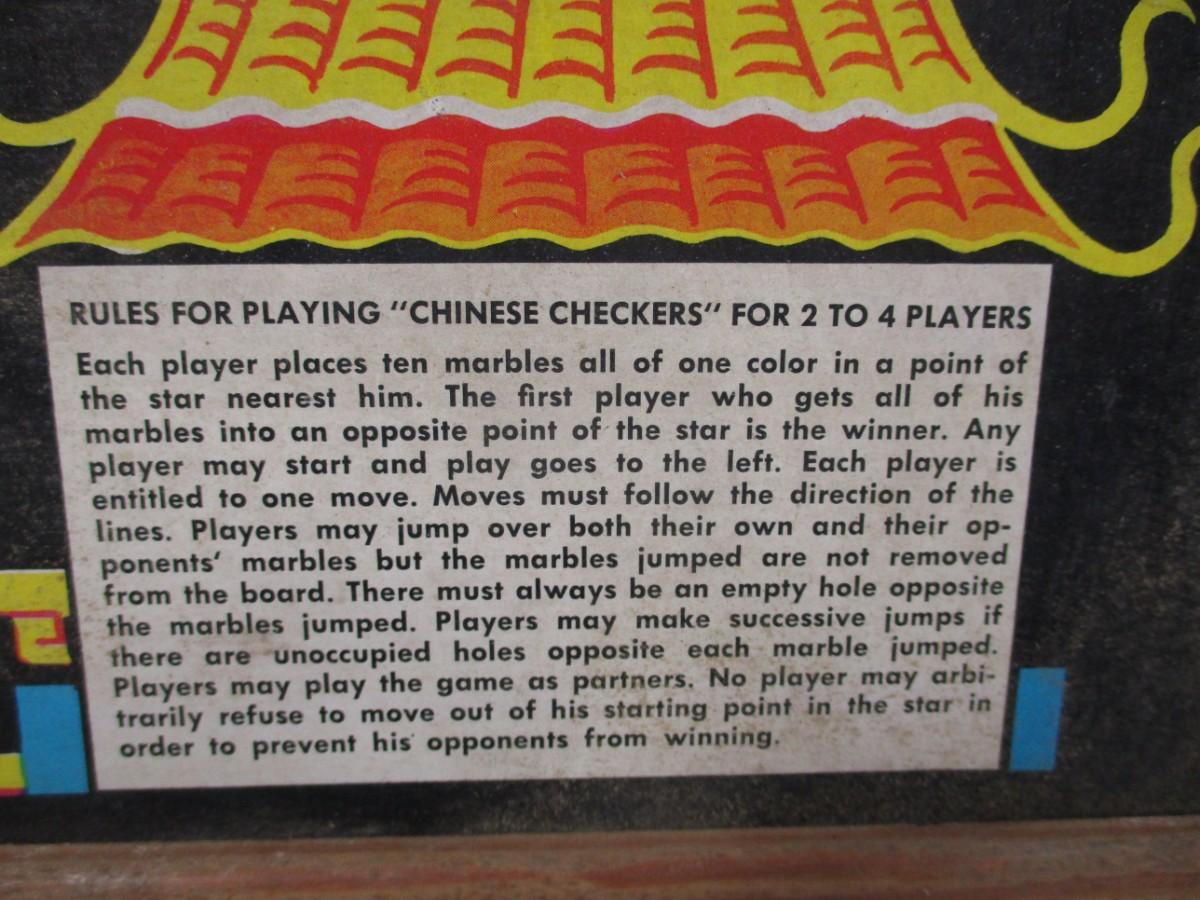 RULES FOR PLAYING "CHINESE CHECKERS" FOR 2 TO 4 PLAYERS
Each player places ten marbles all of one color in a point of
the star nearest him. The first player who gets all of his
marbles into an opposite point of the star is the winner. Any
player may start and play goes to the left. Each player is
entitled to one move. Moves must follow the direction of the
lines. Players may jump over both their own and their op-
ponents' marbles but the marbles jumped are not removed
from the board. There must always be an empty hole opposite
the marbles jumped. Players may make successive jumps if
there are unoccupied holes opposite each marble jumped.
Players may play the game as partners. No player may arbi-
trarily refuse to move out of his starting point in the star in
order to prevent his opponents from winning.